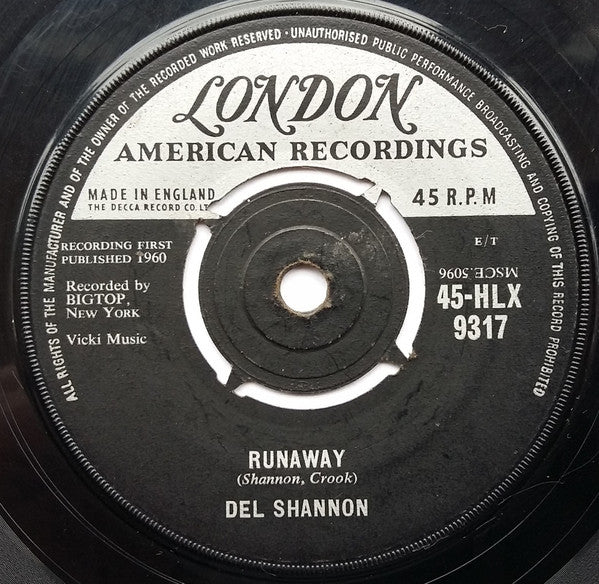 ALL RIGHTS OF THE MANUFACTURER AND OF THE OWNER OF THE RECORDED WORK RESERVED · UNAUTHORISED PUBLIC PERFORMANCE BROADCASTING AND COPYING OF THIS RECORD PROHIBITED
LONDON
AMERICAN RECORDINGS
MADE IN ENGLAND
THE DECCA RECORD CO LT
45 R.P.M
RECORDING FIRST
PUBLISHED 1960
Recorded by
BIGTOP,
NEW YORK
Vicki Music
E/T
MSCE.5096
45-HLX
9317
RUNAWAY
(Shannon, Crook)
DEL SHANNON